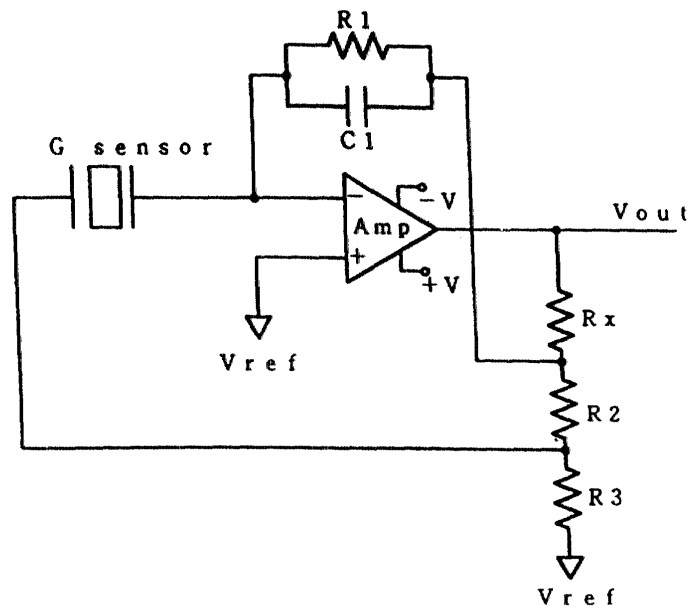 R1
C1
G sensor
−
−V
Amp
Vout
+
+V
Rx
Vref
R2
R3
Vref